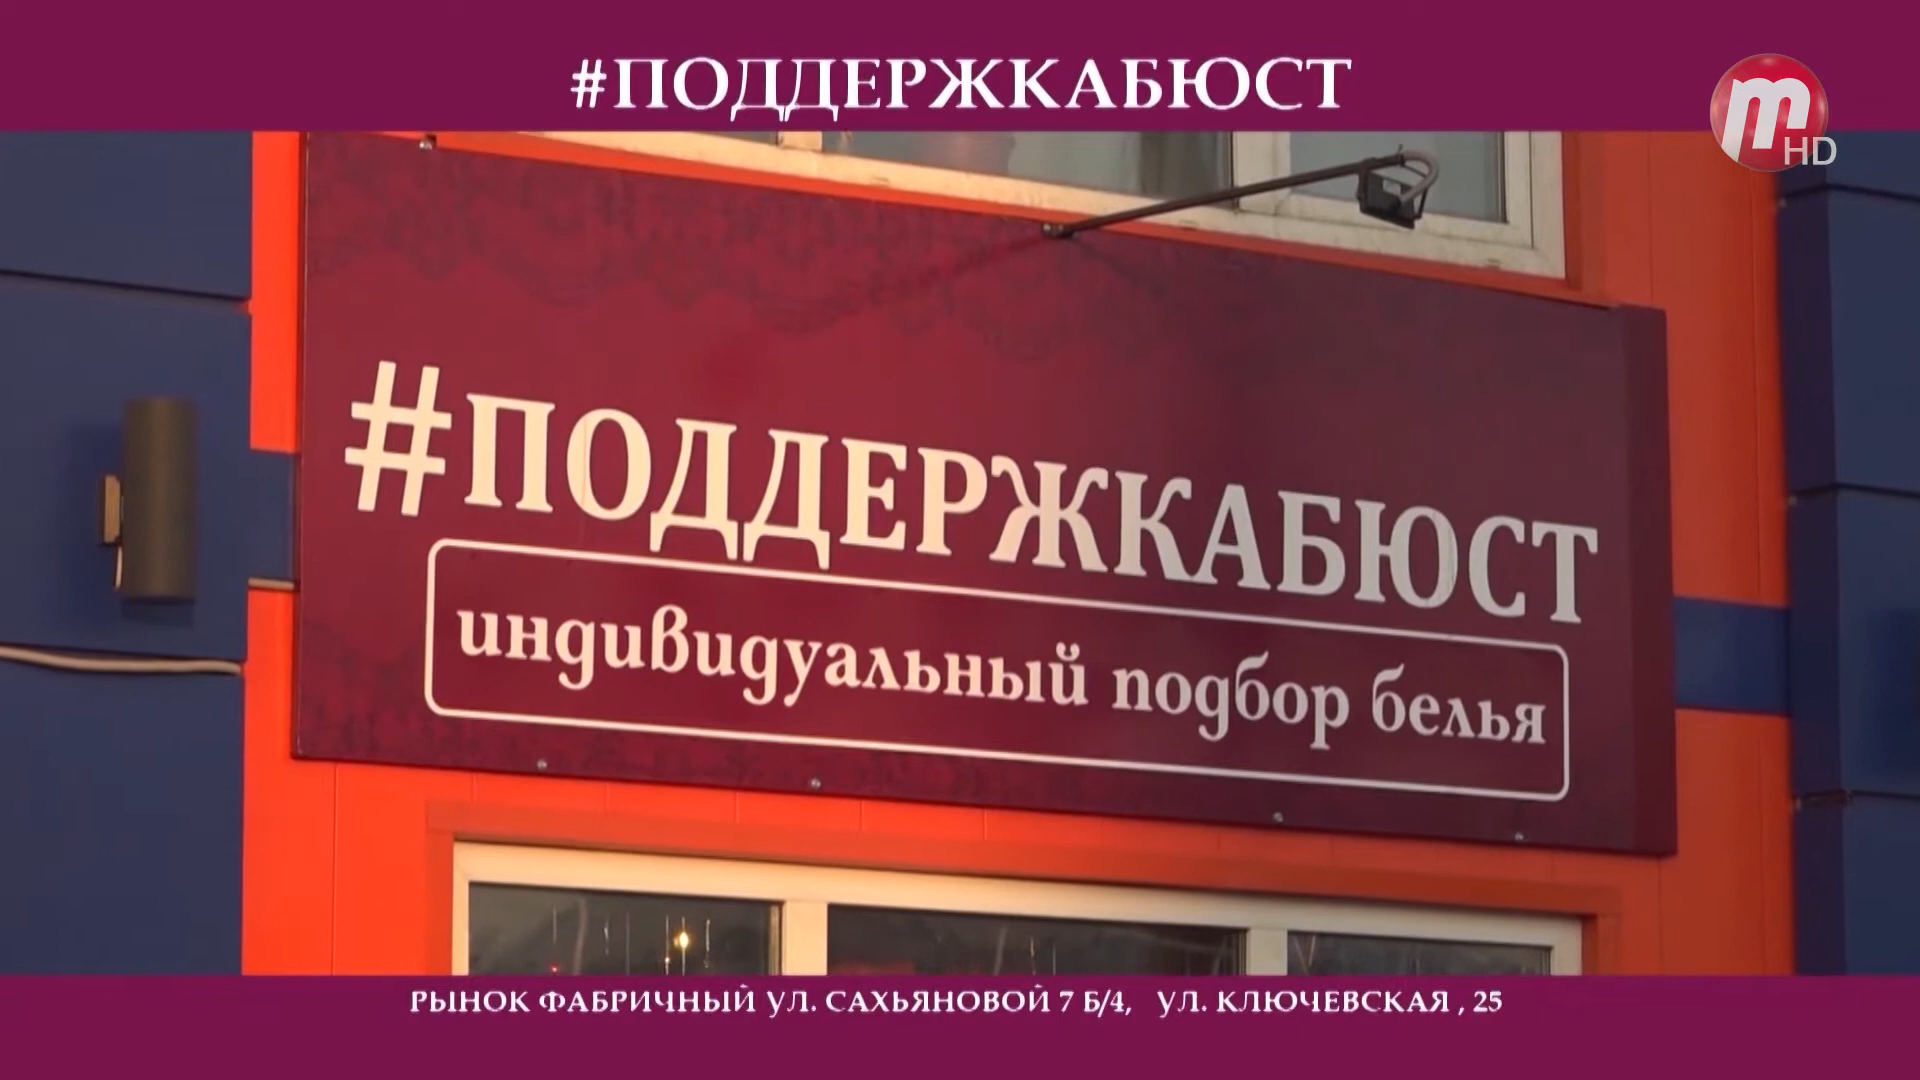 #ПОДДЕРЖКАБЮСТ
m HD
#ПОДДЕРЖКАБЮСТ
индивидуальный подбор белья
РЫНОК ФАБРИЧНЫЙ УЛ. САХЬЯНОВОЙ 7 Б/4, УЛ. КЛЮЧЕВСКАЯ , 25